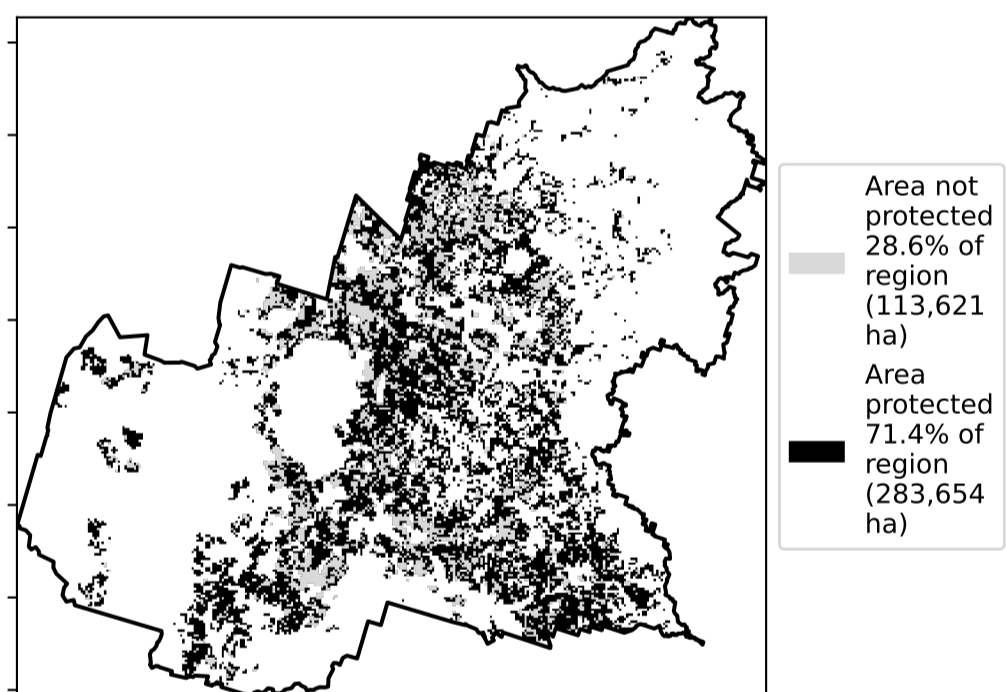 Area not
protected
28.6% of
region
(113,621
ha)
Area
protected
71.4% of
region
(283,654
ha)